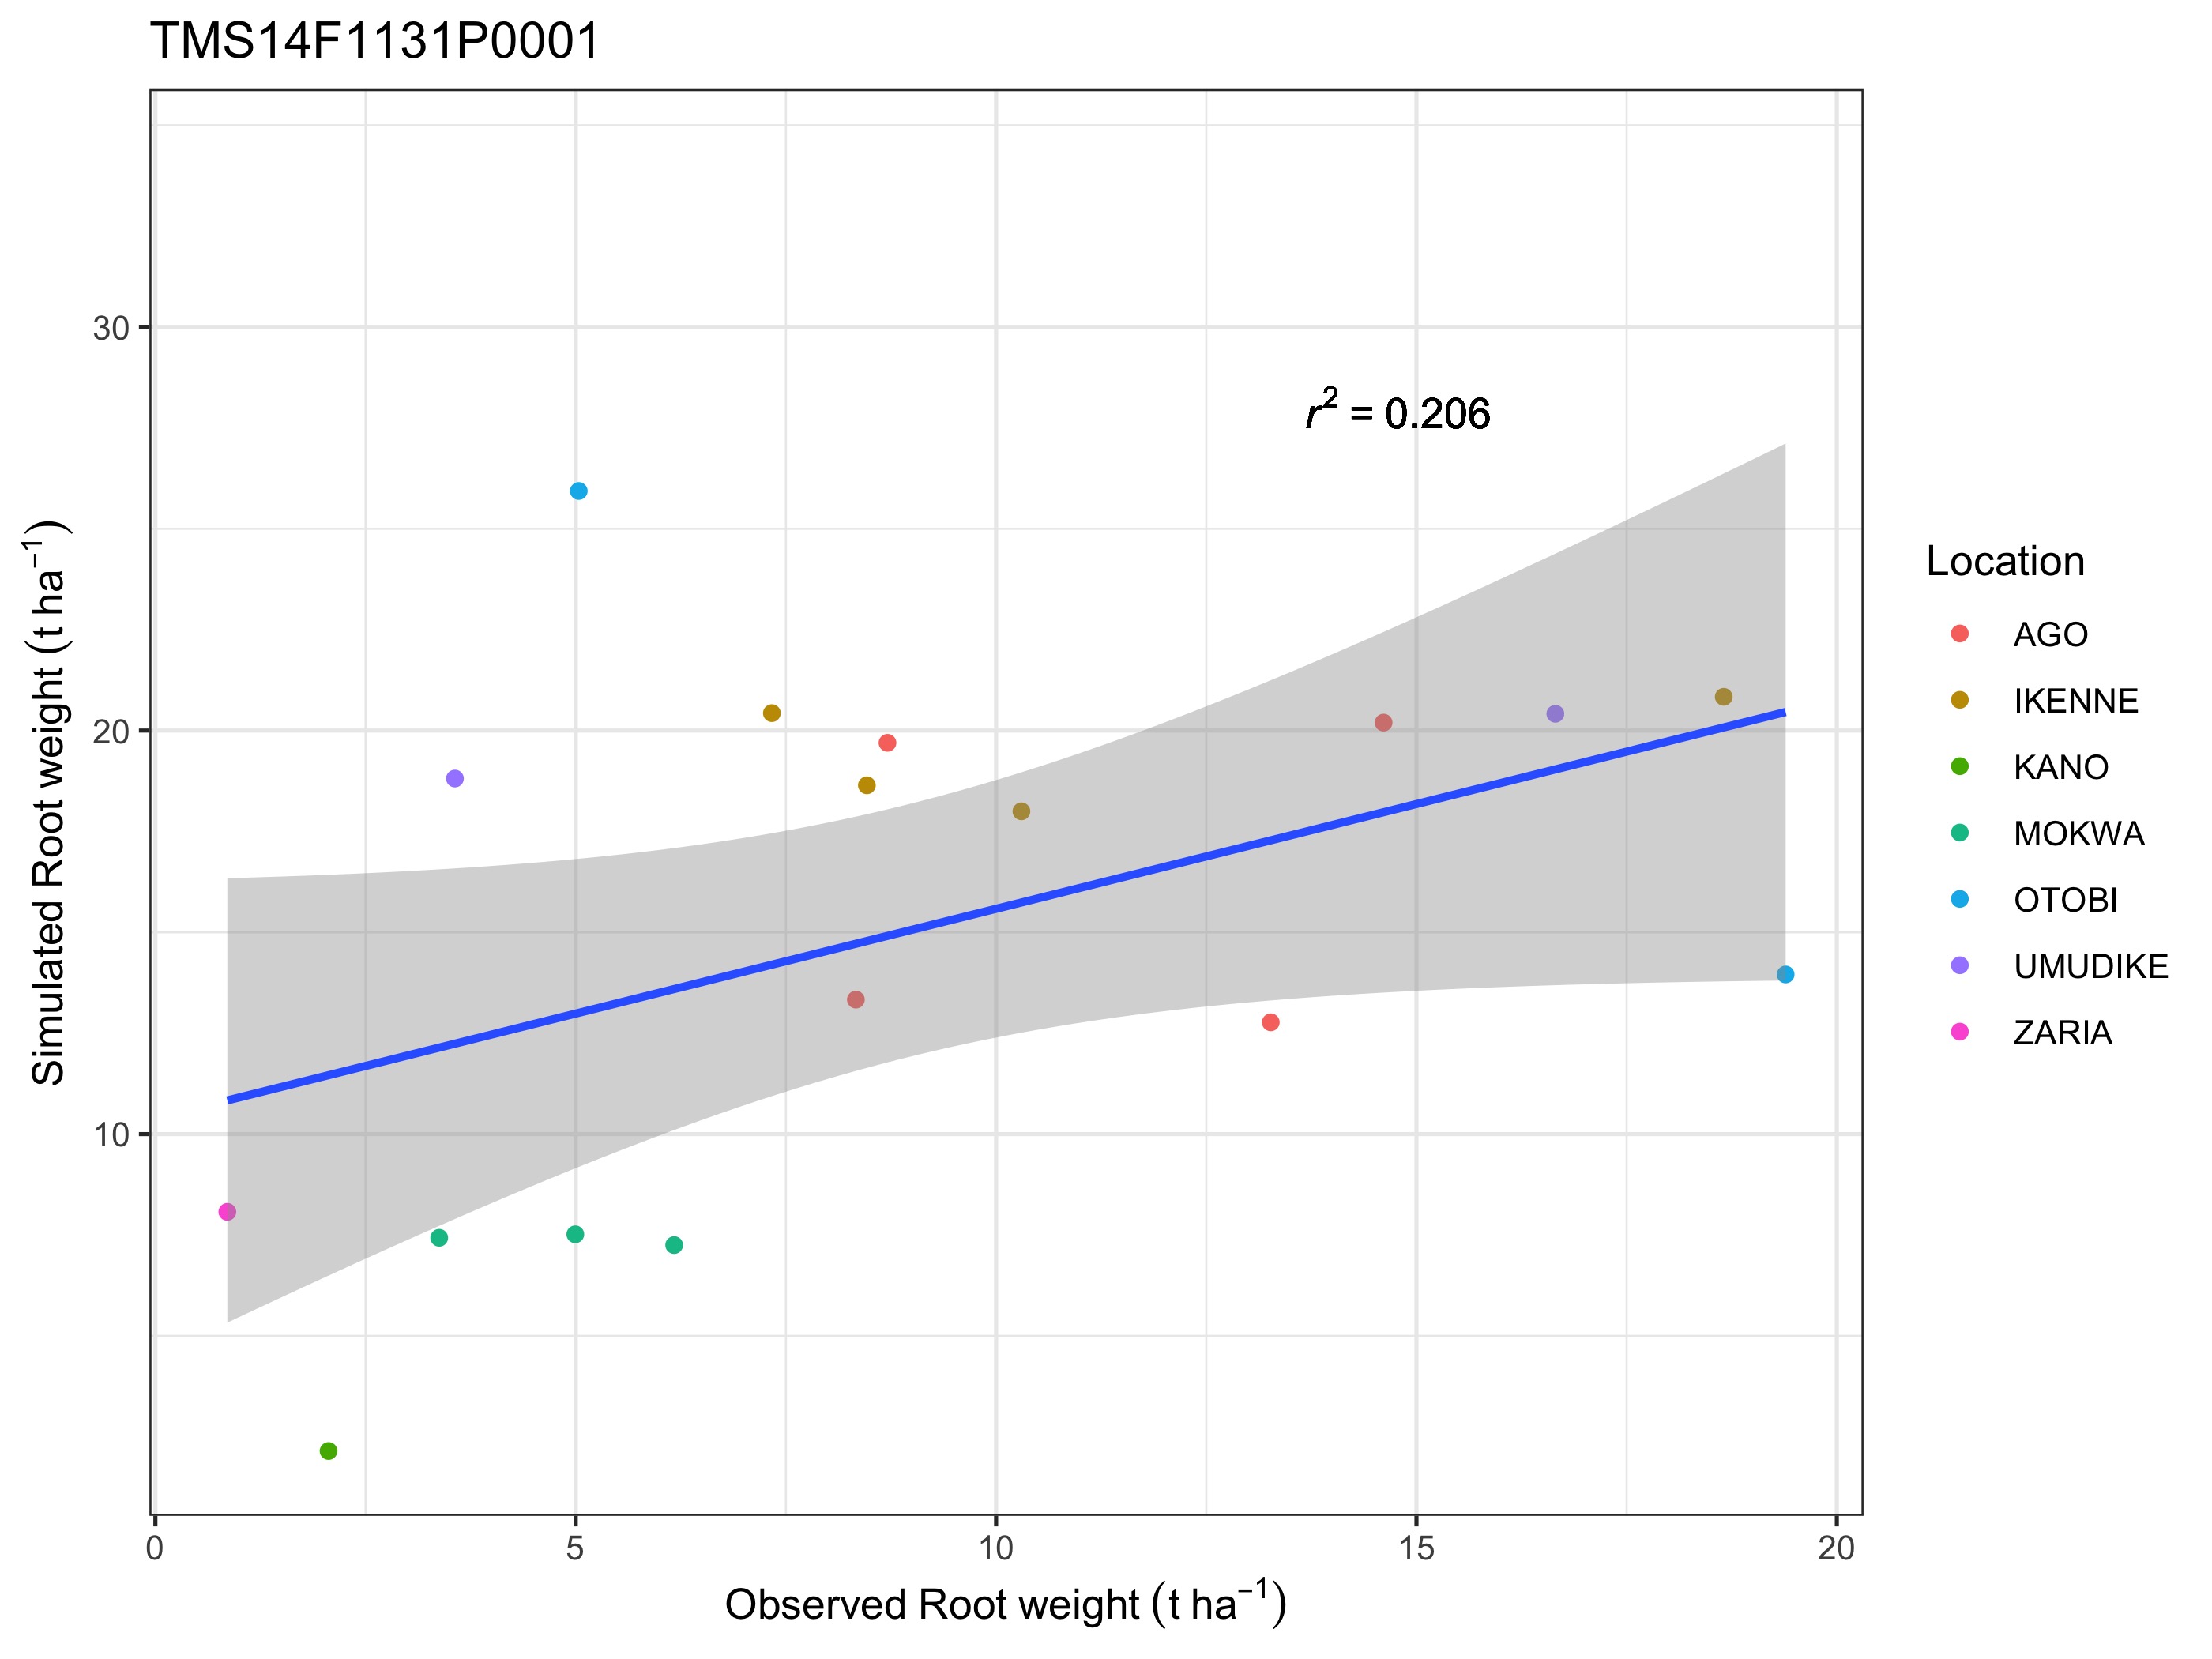 TMS14F1131P0001
Simulated Root weight (t ha⁻¹)
30
20
10
r² = 0.206
0 5 10 15 20
Observed Root weight (t ha⁻¹)
Location
AGO
IKENNE
KANO
MOKWA
OTOBI
UMUDIKE
ZARIA